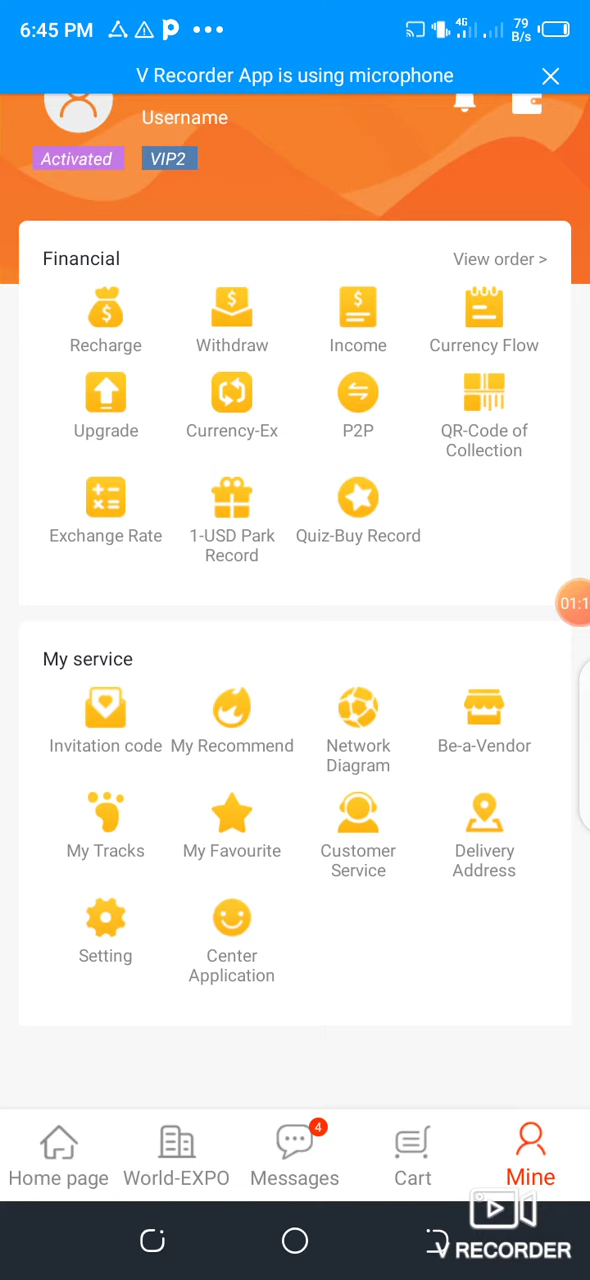 6:45 PM
4G
79
B/s
V Recorder App is using microphone
Username
Activated
VIP2
Financial
View order >
Recharge
Withdraw
Income
Currency Flow
Upgrade
Currency-Ex
P2P
QR-Code of
Collection
Exchange Rate
1-USD Park
Record
Quiz-Buy Record
01:1
My service
Invitation code
My Recommend
Network
Diagram
Be-a-Vendor
My Tracks
My Favourite
Customer
Service
Delivery
Address
Setting
Center
Application
4
Home page
World-EXPO
Messages
Cart
Mine
V RECORDER